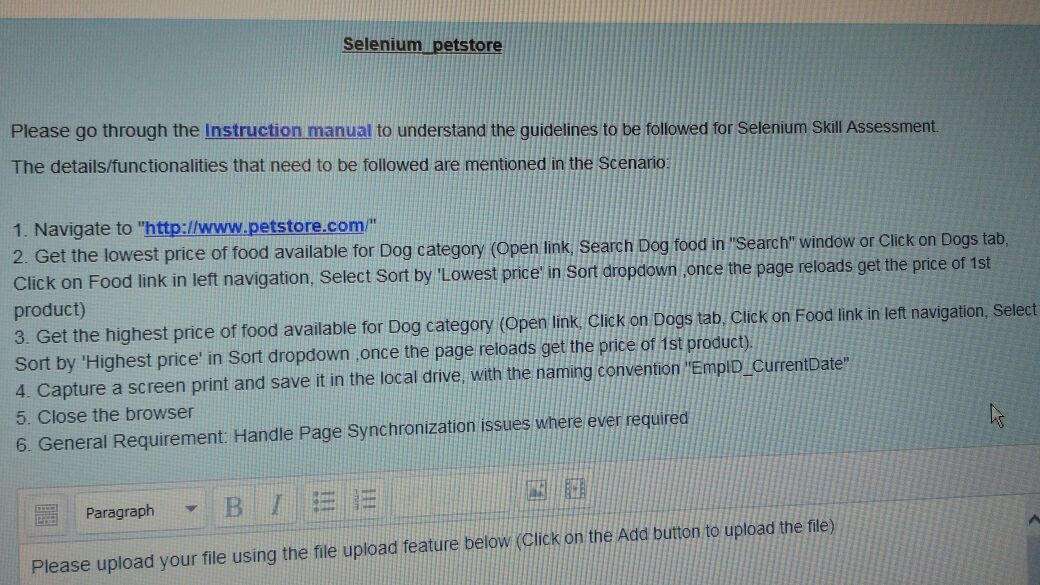 Selenium_petstore
Please go through the Instruction manual to understand the guidelines to be followed for Selenium Skill Assessment.
The details/functionalities that need to be followed are mentioned in the Scenario:
1. Navigate to "http://www.petstore.com/"
2. Get the lowest price of food available for Dog category (Open link, Search Dog food in "Search" window or Click on Dogs tab,
Click on Food link in left navigation, Select Sort by 'Lowest price' in Sort dropdown ,once the page reloads get the price of 1st
product)
3. Get the highest price of food available for Dog category (Open link, Click on Dogs tab, Click on Food link in left navigation, Select
Sort by 'Highest price' in Sort dropdown ,once the page reloads get the price of 1st product).
4. Capture a screen print and save it in the local drive, with the naming convention "EmpID_CurrentDate"
5. Close the browser
6. General Requirement: Handle Page Synchronization issues where ever required
Paragraph B I
Please upload your file using the file upload feature below (Click on the Add button to upload the file)